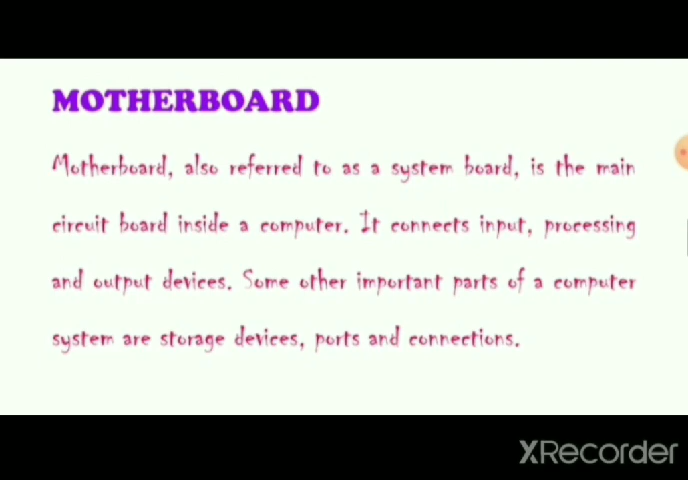 MOTHERBOARD
Motherboard, also referred to as a system board, is the main
circuit board inside a computer. It connects input, processing
and output devices. Some other important parts of a computer
system are storage devices, ports and connections.
XRecorder